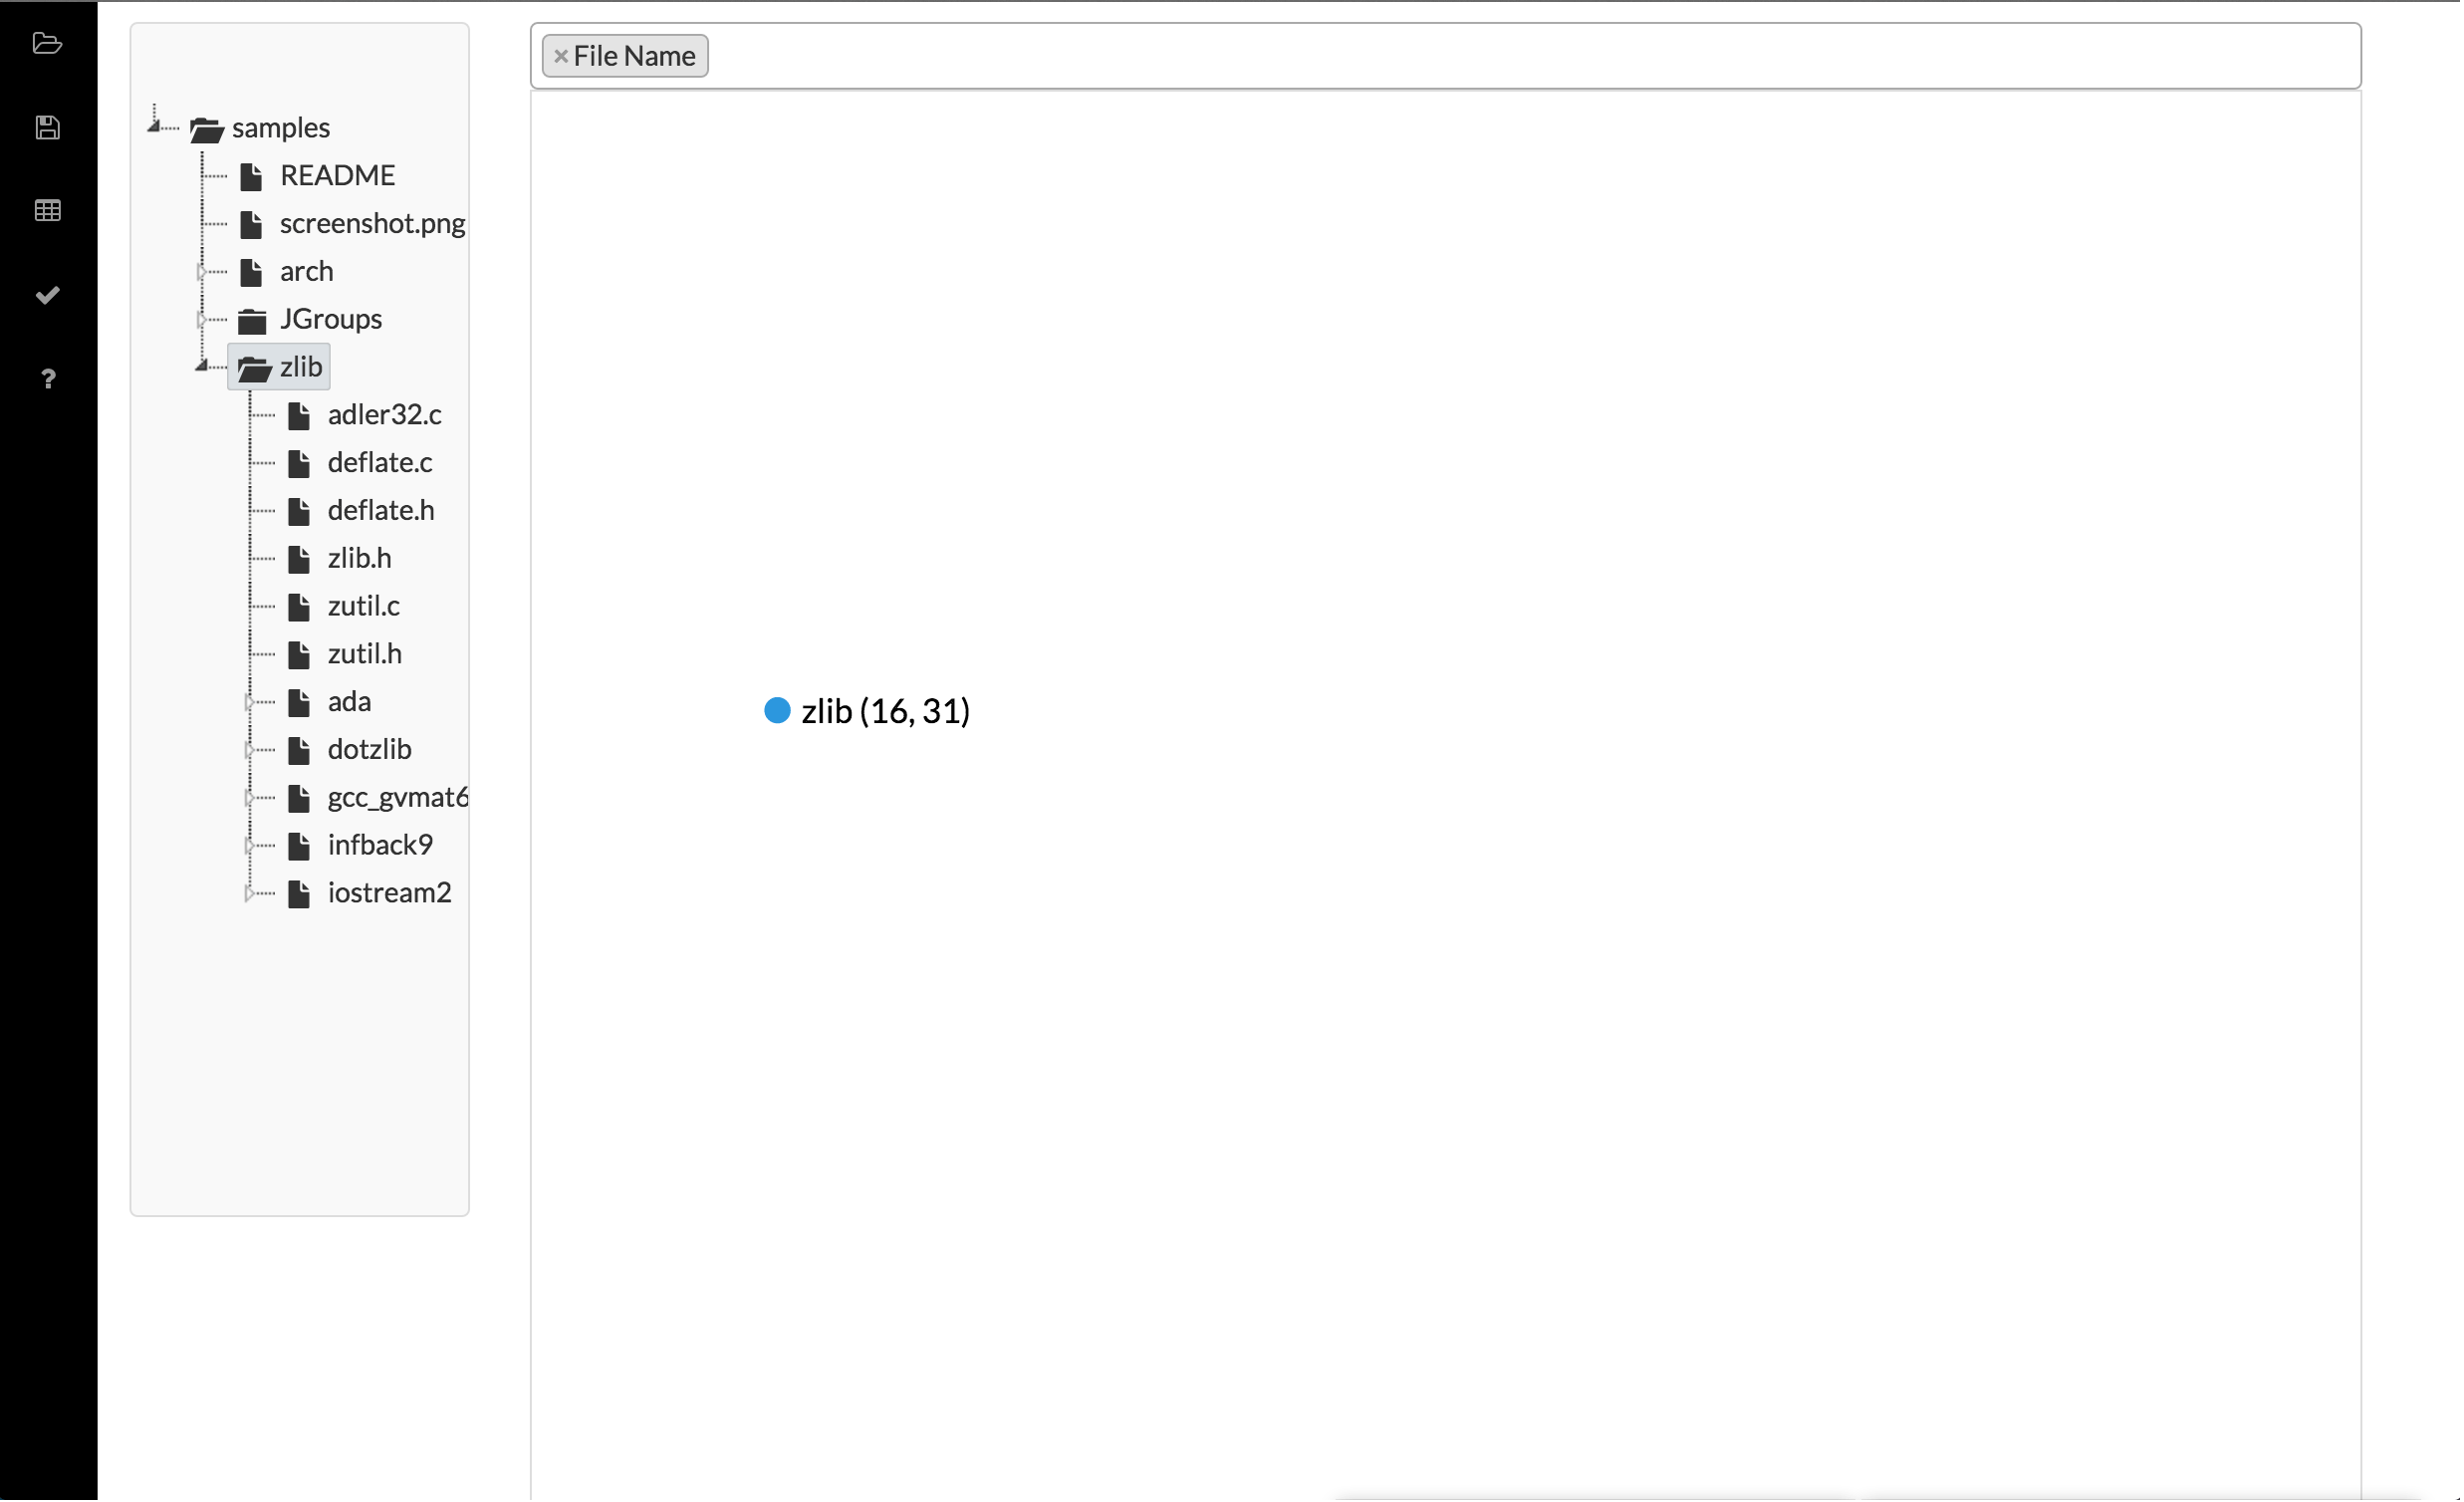 samples
README
screenshot.png
arch
JGroups
zlib
adler32.c
deflate.c
deflate.h
zlib.h
zutil.c
zutil.h
ada
dotzlib
gcc_gvmat6
infback9
iostream2
× File Name
zlib (16, 31)